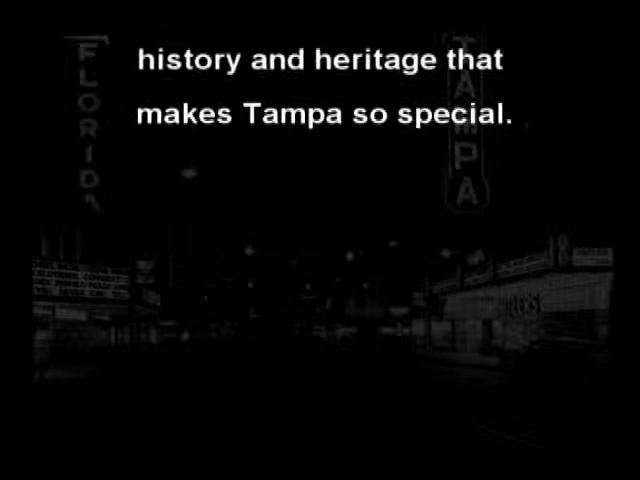 history and heritage that
makes Tampa so special.
FLORIDA
TAMPA